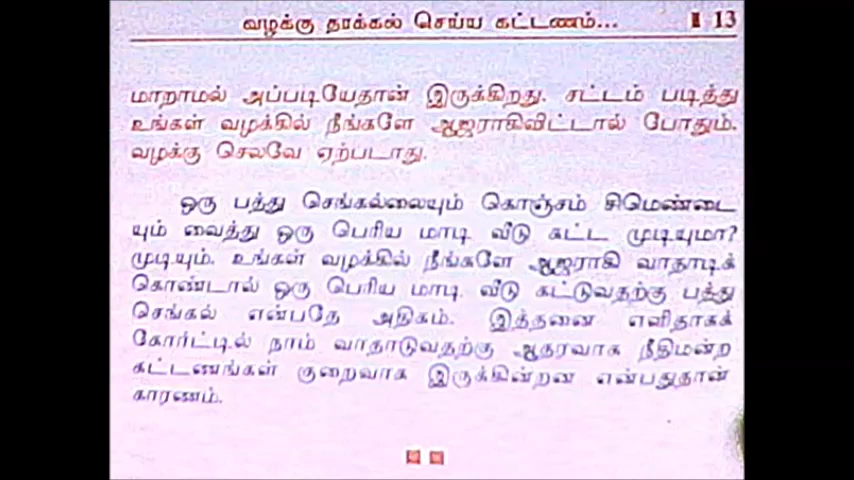 வழக்கு தாக்கல் செய்ய கட்டணம்... ▮ 13
மாறாமல் அப்படியேதான் இருக்கிறது. சட்டம் படித்து
உங்கள் வழக்கில் நீங்களே ஆஜராகிவிட்டால் போதும்.
வழக்கு செலவே ஏற்படாது.
ஒரு பத்து செங்கல்லையும் கொஞ்சம் சிமெண்டை
யும் வைத்து ஒரு பெரிய மாடி வீடு கட்ட முடியுமா?
முடியும். உங்கள் வழக்கில் நீங்களே ஆஜராகி வாதாடிக்
கொண்டால் ஒரு பெரிய மாடி வீடு கட்டுவதற்கு பத்து
செங்கல் என்பதே அதிகம். இத்தனை எளிதாகக்
கோர்ட்டில் நாம் வாதாடுவதற்கு ஆதரவாக நீதிமன்ற
கட்டணங்கள் குறைவாக இருக்கின்றன என்பதுதான்
காரணம்.